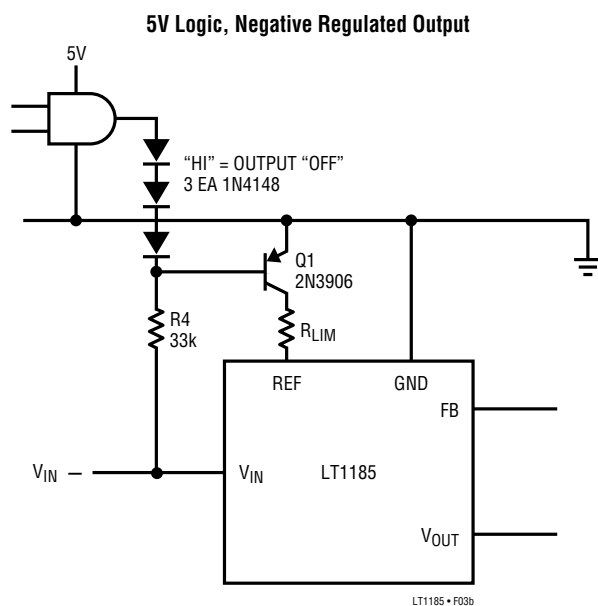 5V Logic, Negative Regulated Output
5V
“HI” = OUTPUT “OFF”
3 EA 1N4148
Q1
2N3906
R4
33k
RLIM
REF
GND
FB
VIN –
VIN
LT1185
VOUT
LT1185 • F03b